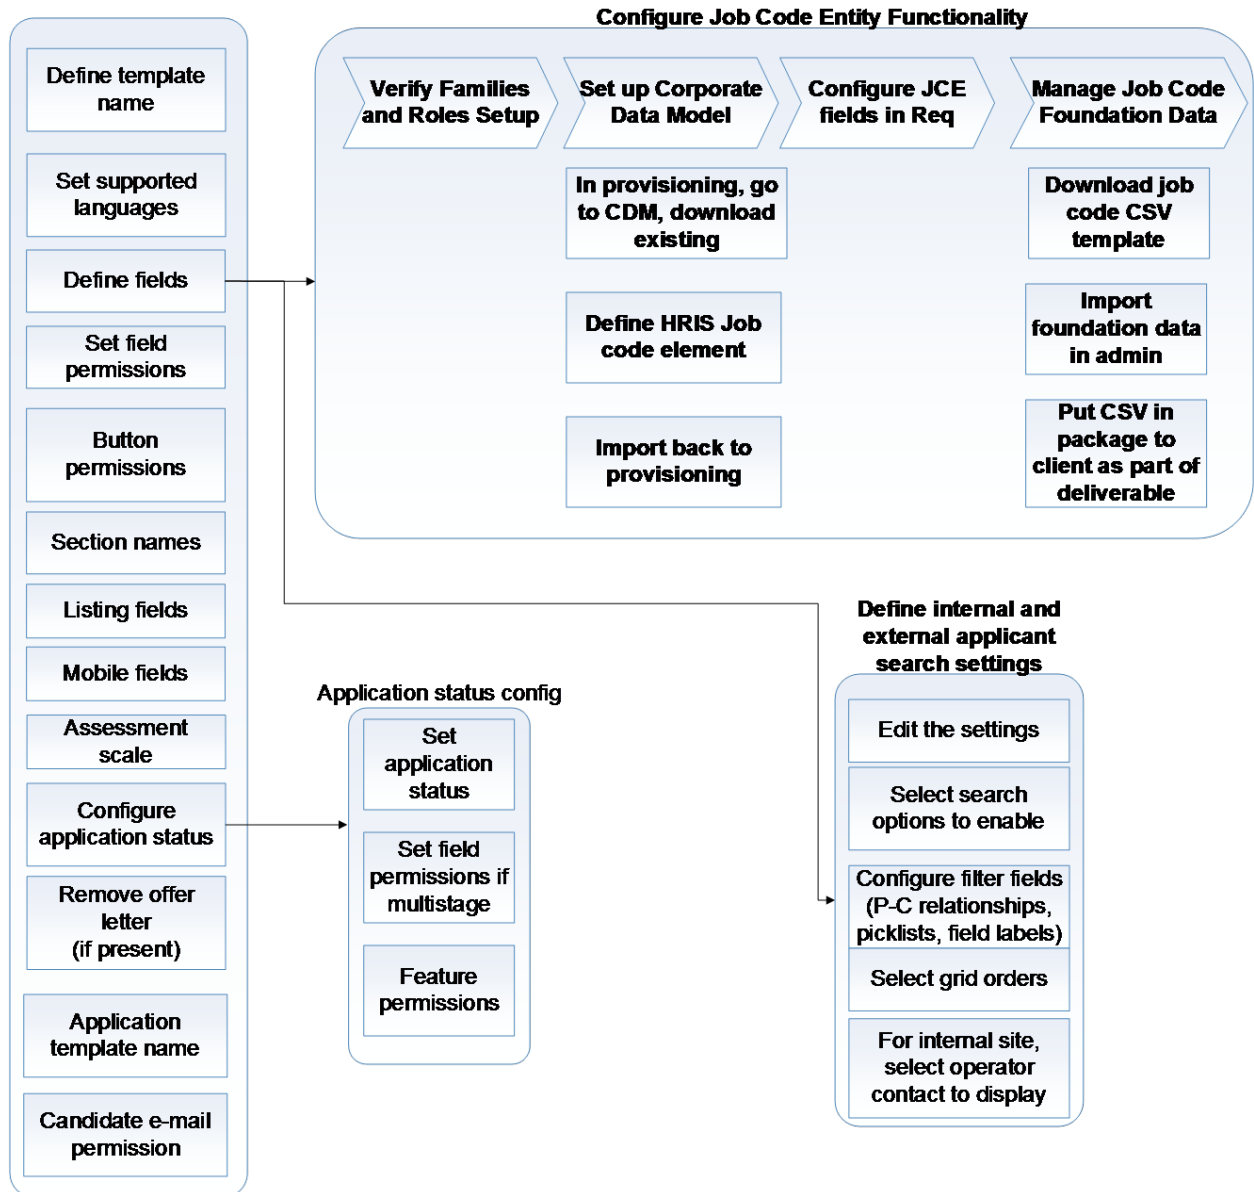 Define template
name
Set supported
languages
Define fields
Set field
permissions
Button
permissions
Section names
Listing fields
Mobile fields
Assessment
scale
Configure
application status
Remove offer
letter
(if present)
Application
template name
Candidate e-mail
permission
Configure Job Code Entity Functionality
Verify Families
and Roles Setup
Set up Corporate
Data Model
Configure JCE
fields in Req
Manage Job Code
Foundation Data
In provisioning, go
to CDM, download
existing
Define HRIS Job
code element
Import back to
provisioning
Download job
code CSV
template
Import
foundation data
in admin
Put CSV in
package to
client as part of
deliverable
Application status config
Set
application
status
Set field
permissions if
multistage
Feature
permissions
Define internal and
external applicant
search settings
Edit the settings
Select search
options to enable
Configure filter fields
(P-C relationships,
picklists, field labels)
Select grid orders
For internal site,
select operator
contact to display